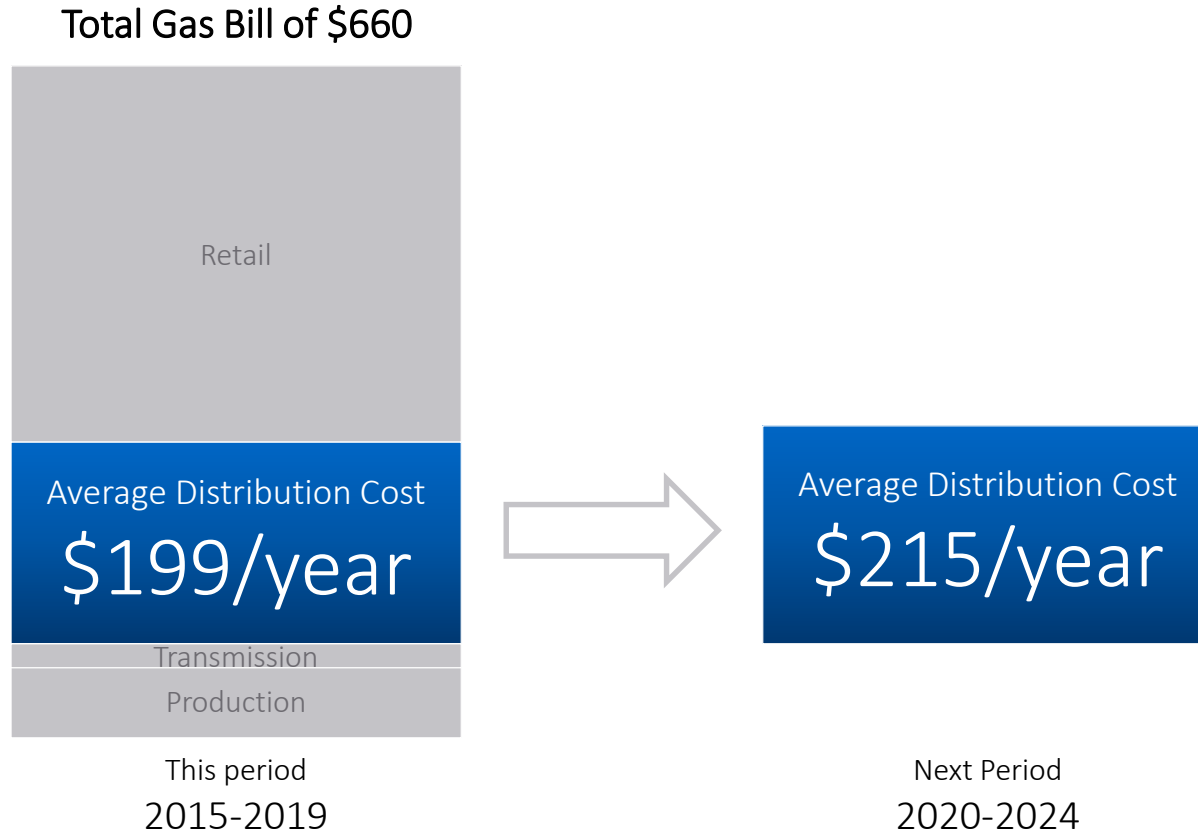 Total Gas Bill of $660
Retail
Average Distribution Cost
$199/year
Transmission
Production
This period
2015-2019
Average Distribution Cost
$215/year
Next Period
2020-2024